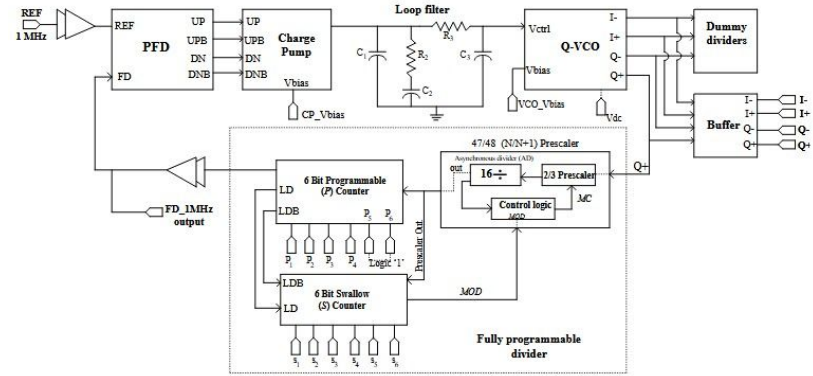 REF
1 MHz
REF
FD
PFD
UP
UPB
DN
DNB
UP
UPB
DN
DNB
Charge
Pump
Vbias
CP_Vbias
Loop filter
C1
R2
C2
R3
C3
Vctrl
Vbias
Q-VCO
I-
I+
Q-
Q+
VCO_Vbias
Vdc
Dummy
dividers
Buffer
I-
I+
Q-
Q+
I-
I+
Q-
Q+
Q+
47/48 (N/N+1) Prescaler
Asynchronous divider (AD)
out
16÷
2/3 Prescaler
Control logic
MOD
MC
FD_1MHz
output
6 Bit Programmable
(P) Counter
LD
LDB
P5
P6
P1
P2
P3
P4
Logic '1'
Prescaler Out
LDB
LD
6 Bit Swallow
(S) Counter
MOD
S1
S2
S3
S4
S5
S6
Fully programmable
divider